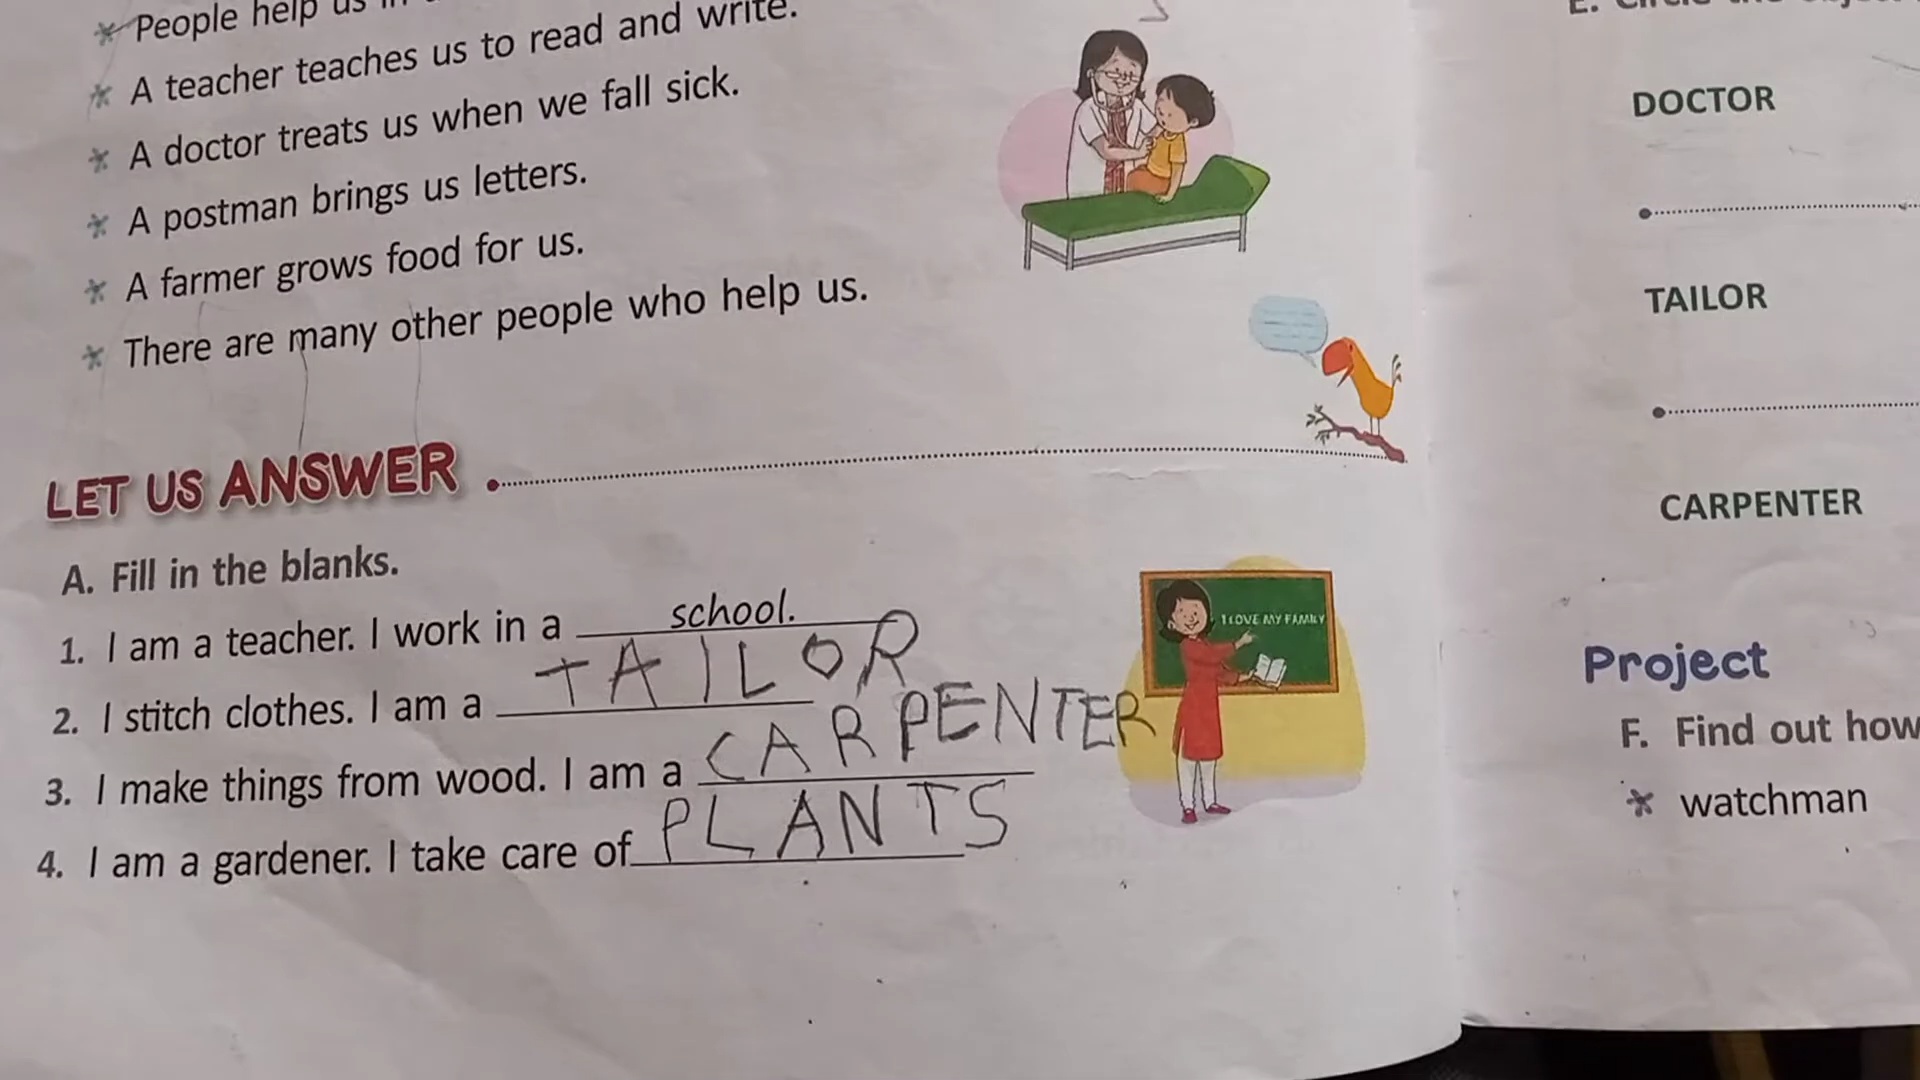 People help us in
A teacher teaches us to read and write.
A doctor treats us when we fall sick.
A postman brings us letters.
A farmer grows food for us.
There are many other people who help us.
LET US ANSWER
A. Fill in the blanks.
1. I am a teacher. I work in a school.
2. I stitch clothes. I am a TAILOR
3. I make things from wood. I am a CARPENTER
4. I am a gardener. I take care of PLANTS
I LOVE MY FAMILY
E. Circle the
DOCTOR
TAILOR
CARPENTER
Project
F. Find out how
watchman